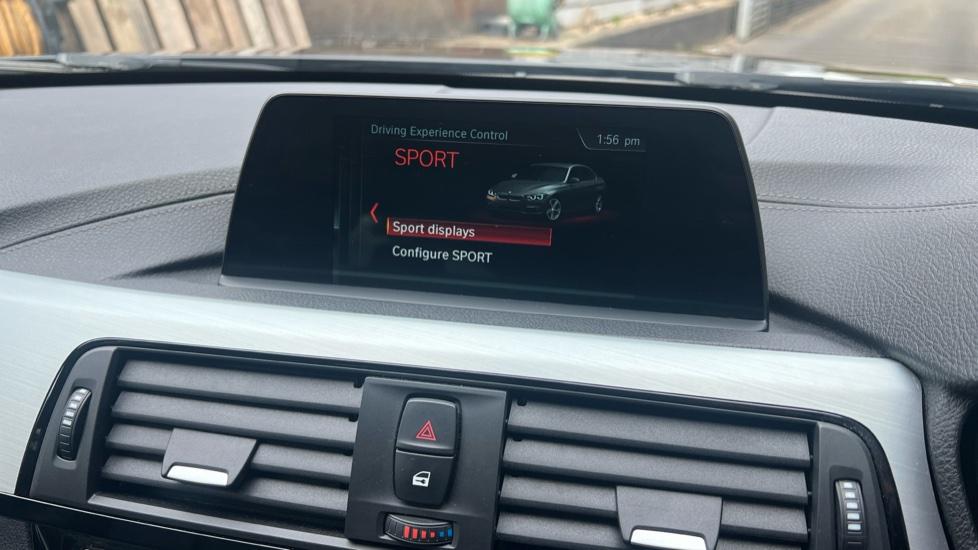 Driving Experience Control
1:56 pm
SPORT
Sport displays
Configure SPORT